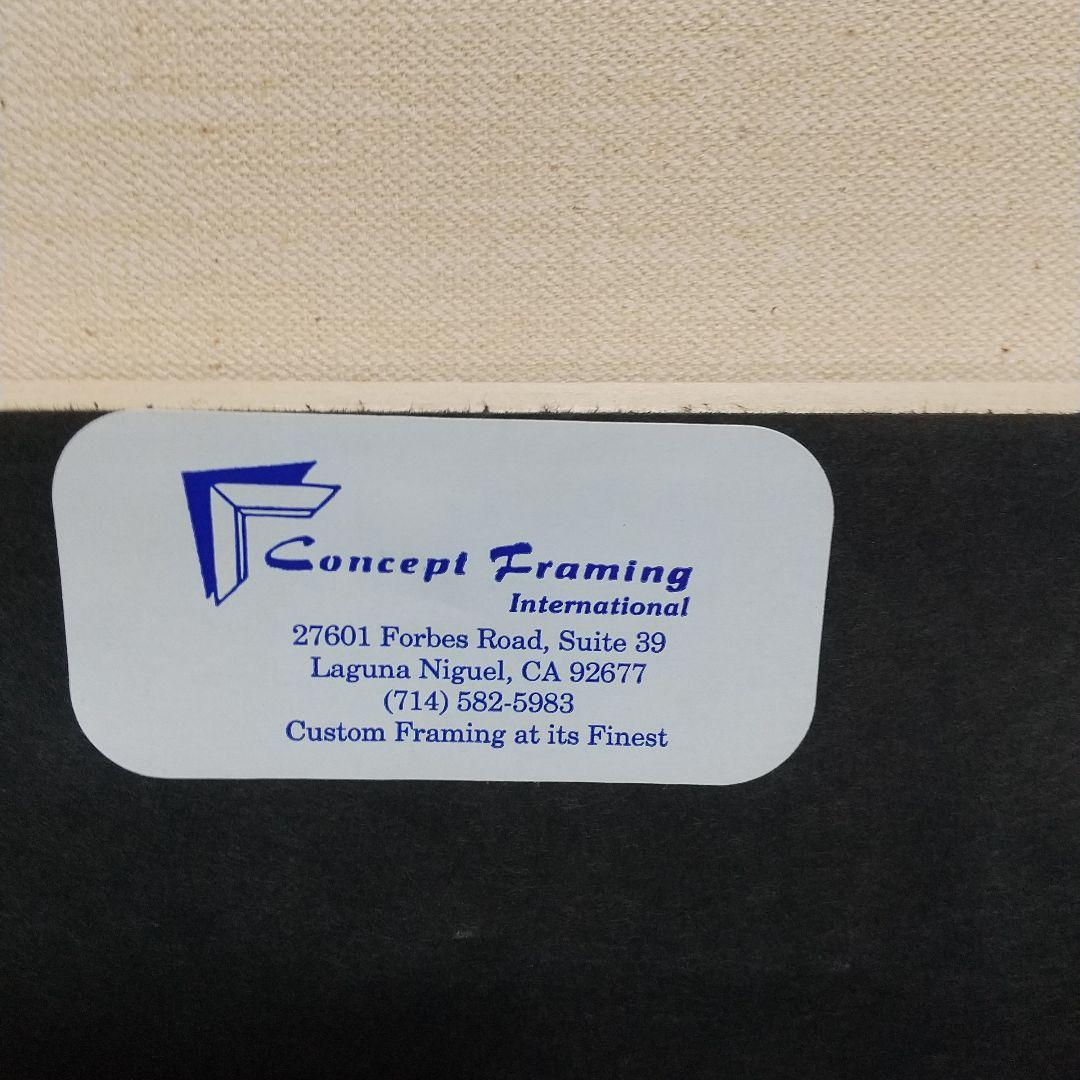 Concept Framing
International
27601 Forbes Road, Suite 39
Laguna Niguel, CA 92677
(714) 582-5983
Custom Framing at its Finest